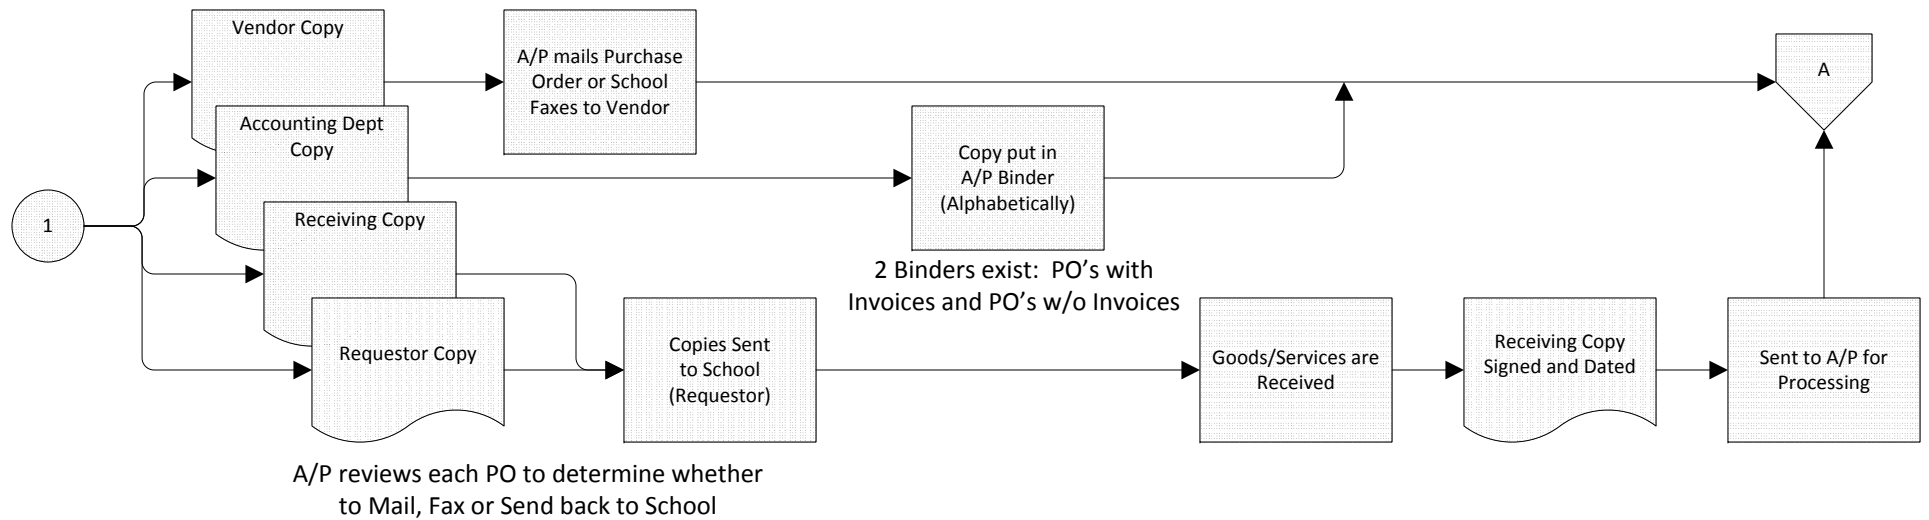 Vendor Copy
A/P mails Purchase
Order or School
Faxes to Vendor
A
Accounting Dept
Copy
Copy put in
A/P Binder
(Alphabetically)
1
Receiving Copy
2 Binders exist:  PO’s with
Invoices and PO’s w/o Invoices
Requestor Copy
Copies Sent
to School
(Requestor)
Goods/Services are
Received
Receiving Copy
Signed and Dated
Sent to A/P for
Processing
A/P reviews each PO to determine whether
to Mail, Fax or Send back to School